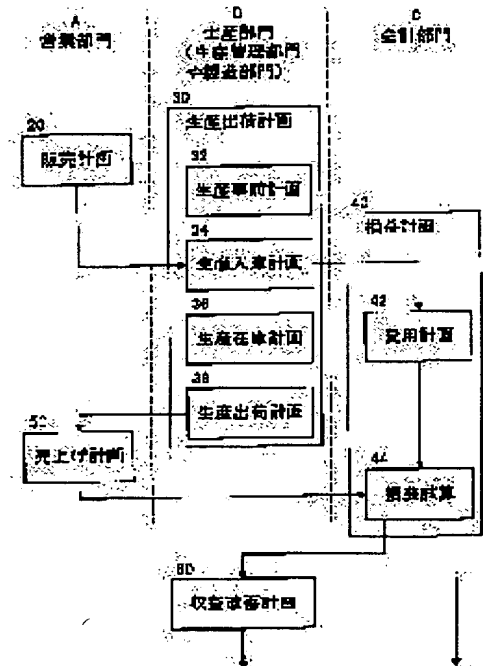 A
営業部門
B
生産部門
(生産管理部門
や製造部門)
C
会計部門
20
販売計画
30
生産出荷計画
32
生産事前計画
34
生産入庫計画
36
生産在庫計画
38
生産出荷計画
40
損益計画
42
費用計画
44
損益試算
50
売上げ計画
60
収益改善計画